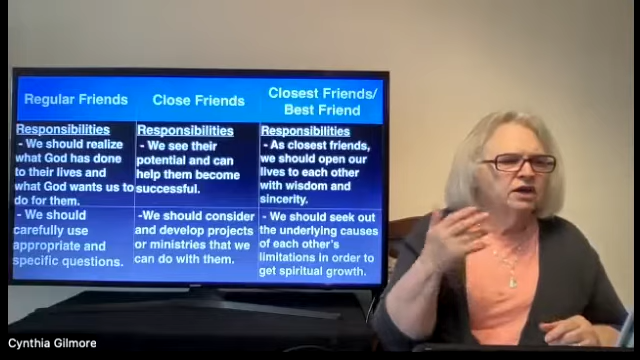 Regular Friends
Close Friends
Closest Friends/
Best Friend
Responsibilities
- We should realize
what God has done
to their lives and
what God wants us to
do for them.
Responsibilities
- We see their
potential and can
help them become
successful.
Responsibilities
- As closest friends,
we should open our
lives to each other
with wisdom and
sincerity.
- We should
carefully use
appropriate and
specific questions.
-We should consider
and develop projects
or ministries that we
can do with them.
- We should seek out
the underlying causes
of each other's
limitations in order to
get spiritual growth.
Cynthia Gilmore